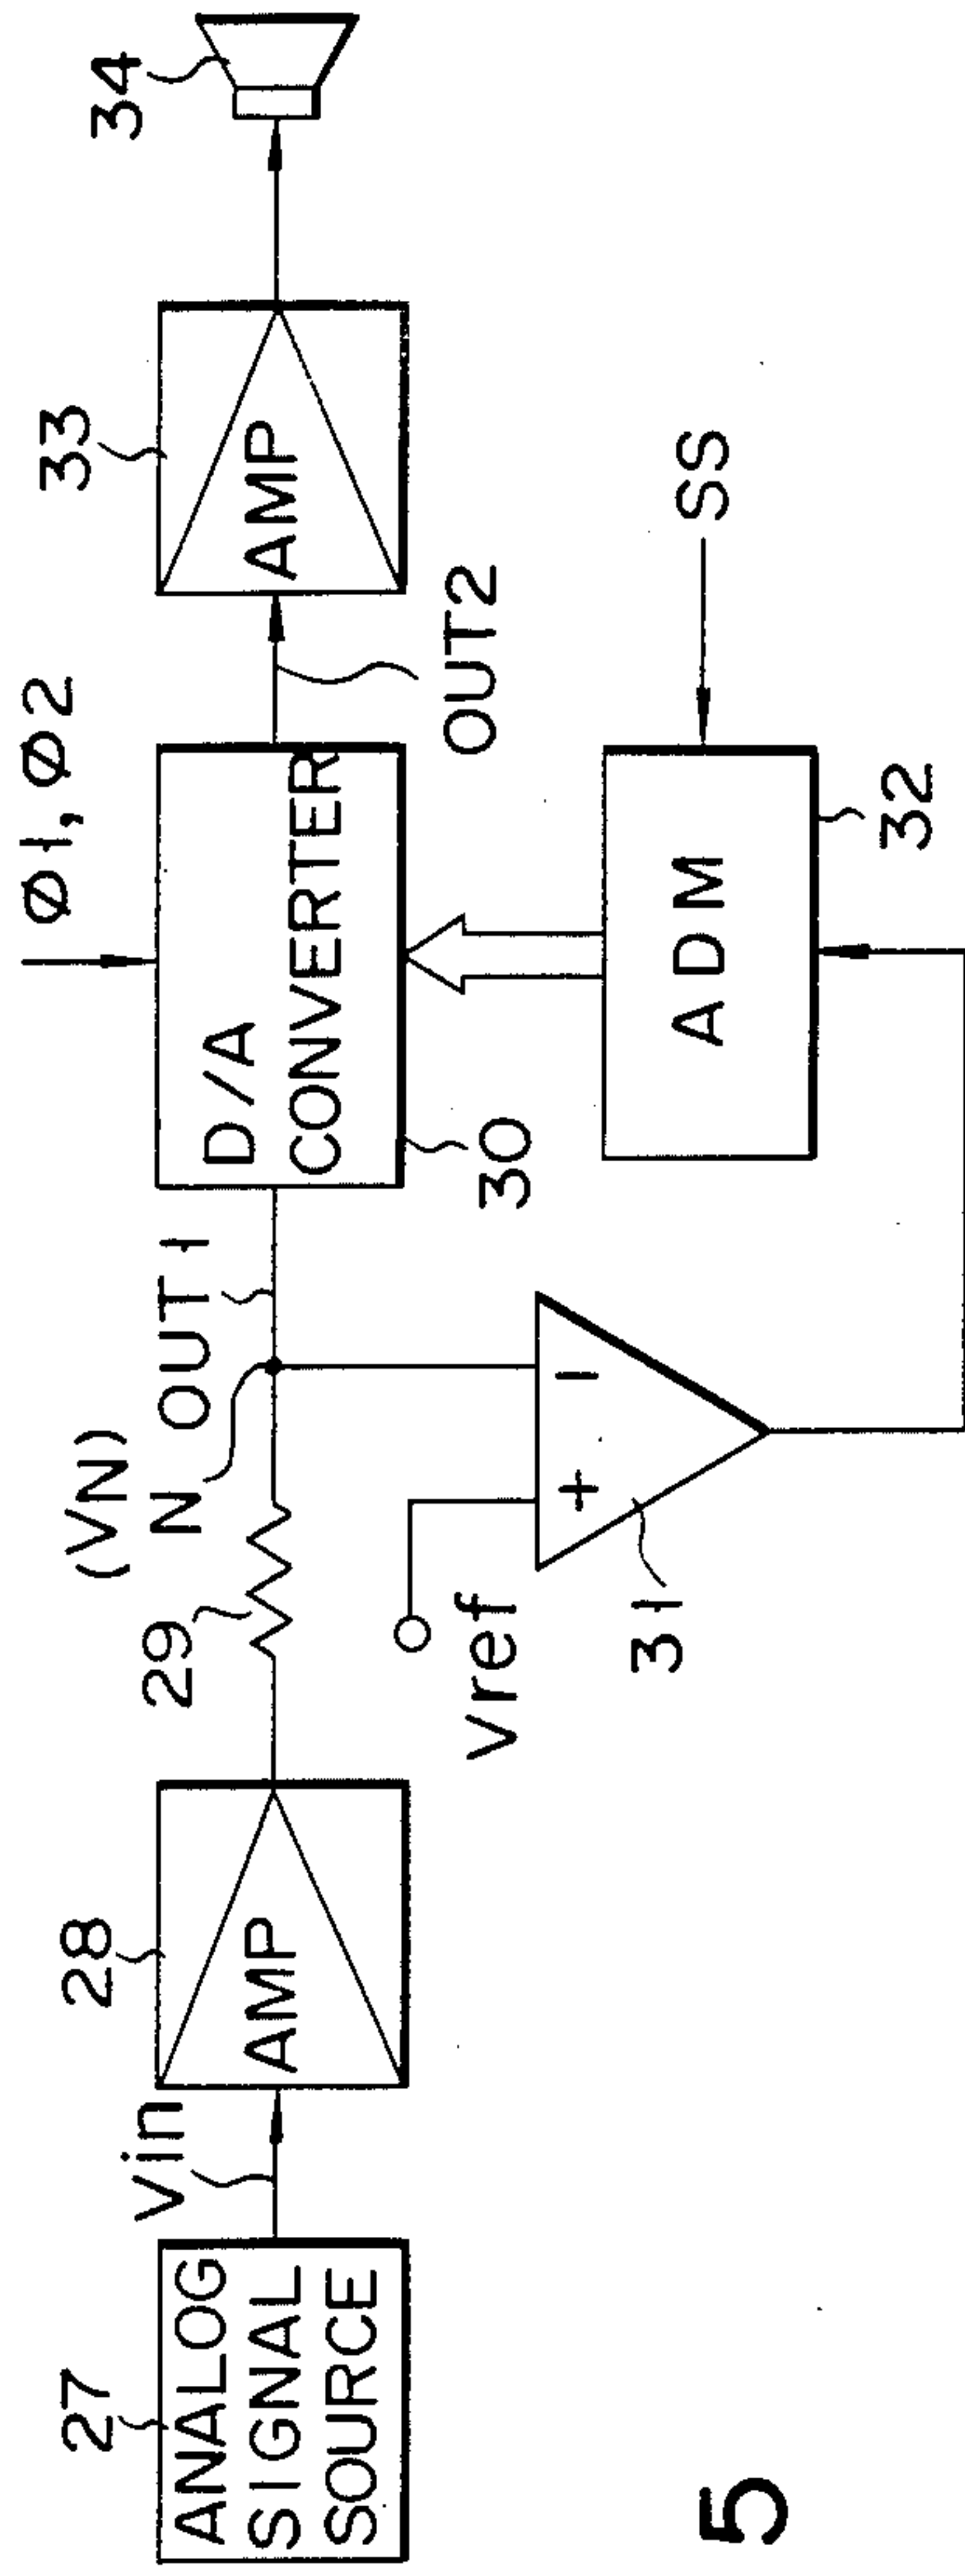 27
ANALOG
SIGNAL
SOURCE
Vin
28
AMP
29
(VN)
N
OUT1
Vref
+
−
31
Ø1, Ø2
D/A
CONVERTER
30
OUT2
ADM
32
SS
33
AMP
34
5